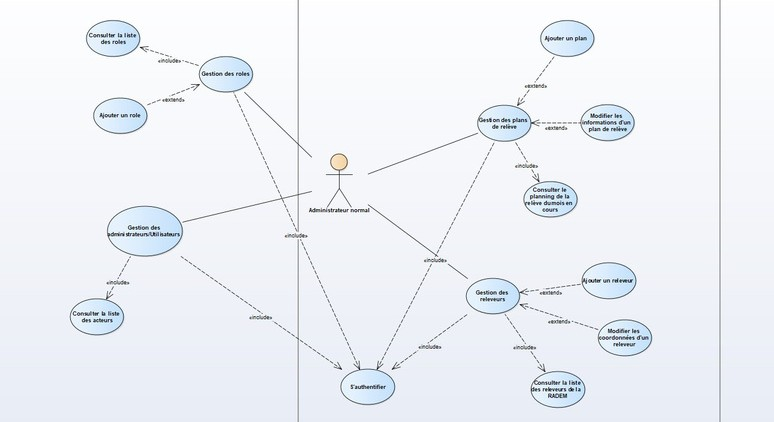 Consulter la liste
des roles
«include»
Gestion des roles
«extend»
Ajouter un role
Ajouter un plan
«extend»
Gestion des plans
de relève
«extend»
Modifier les
informations d'un
plan de relève
«include»
Consulter le
planning de la
relève du mois en
cours
Administrateur normal
Gestion des
administrateurs/Utilisateurs
«include»
«include»
«include»
Consulter la liste
des acteurs
«include»
Gestion des
releveurs
«extend»
Ajouter un releveur
«extend»
Modifier les
coordonnées d'un
releveur
«include»
«include»
Consulter la liste
des releveurs de la
RADEM
S'authentifier